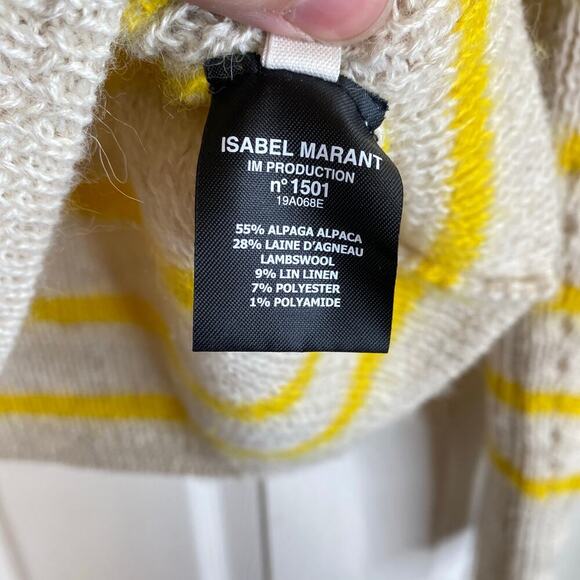 ISABEL MARANT
IM PRODUCTION
n°1501
19A068E
55% ALPAGA ALPACA
28% LAINE D'AGNEAU
LAMBSWOOL
9% LIN LINEN
7% POLYESTER
1% POLYAMIDE